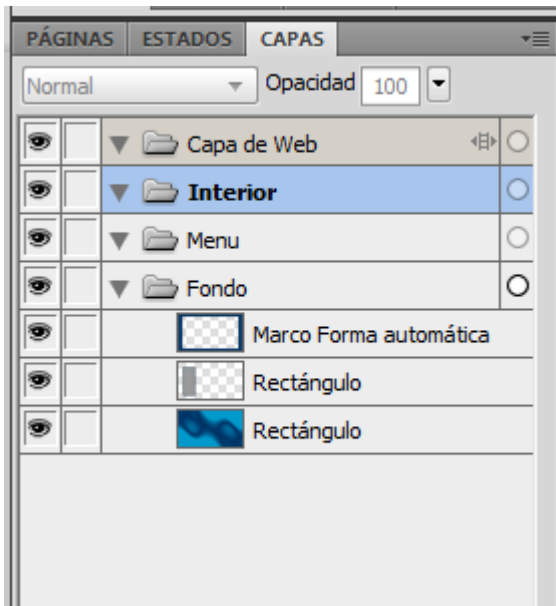 PÁGINAS ESTADOS CAPAS
Normal Opacidad 100
Capa de Web
Interior
Menu
Fondo
Marco Forma automática
Rectángulo
Rectángulo